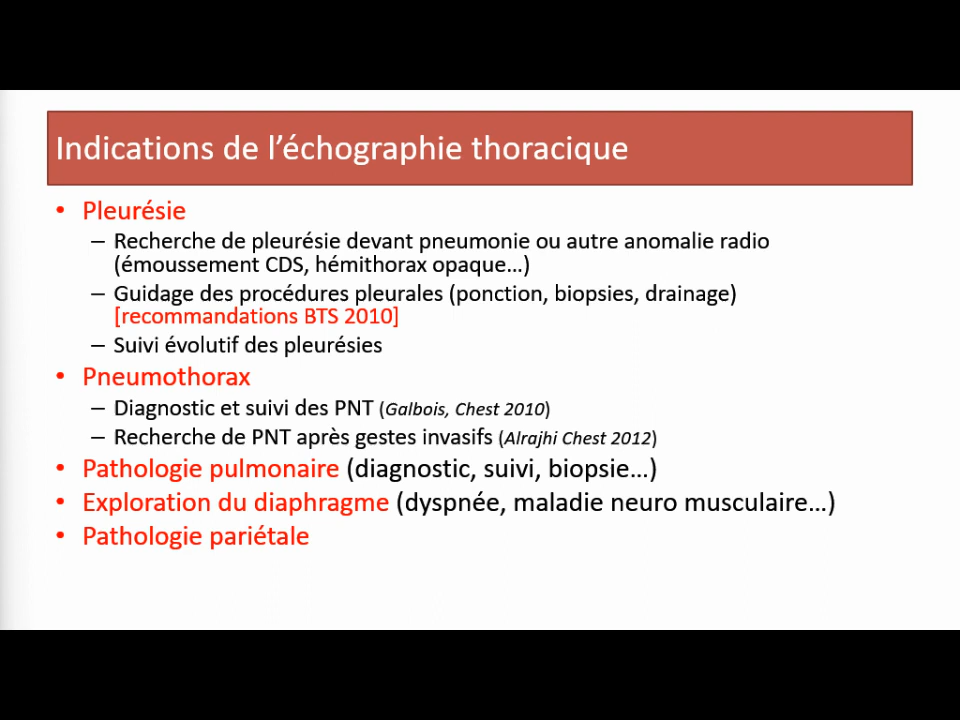 Indications de l’échographie thoracique
• Pleurésie
– Recherche de pleurésie devant pneumonie ou autre anomalie radio
(émoussement CDS, hémithorax opaque…)
– Guidage des procédures pleurales (ponction, biopsies, drainage)
[recommandations BTS 2010]
– Suivi évolutif des pleurésies
• Pneumothorax
– Diagnostic et suivi des PNT (Galbois, Chest 2010)
– Recherche de PNT après gestes invasifs (Alrajhi Chest 2012)
• Pathologie pulmonaire (diagnostic, suivi, biopsie…)
• Exploration du diaphragme (dyspnée, maladie neuro musculaire…)
• Pathologie pariétale